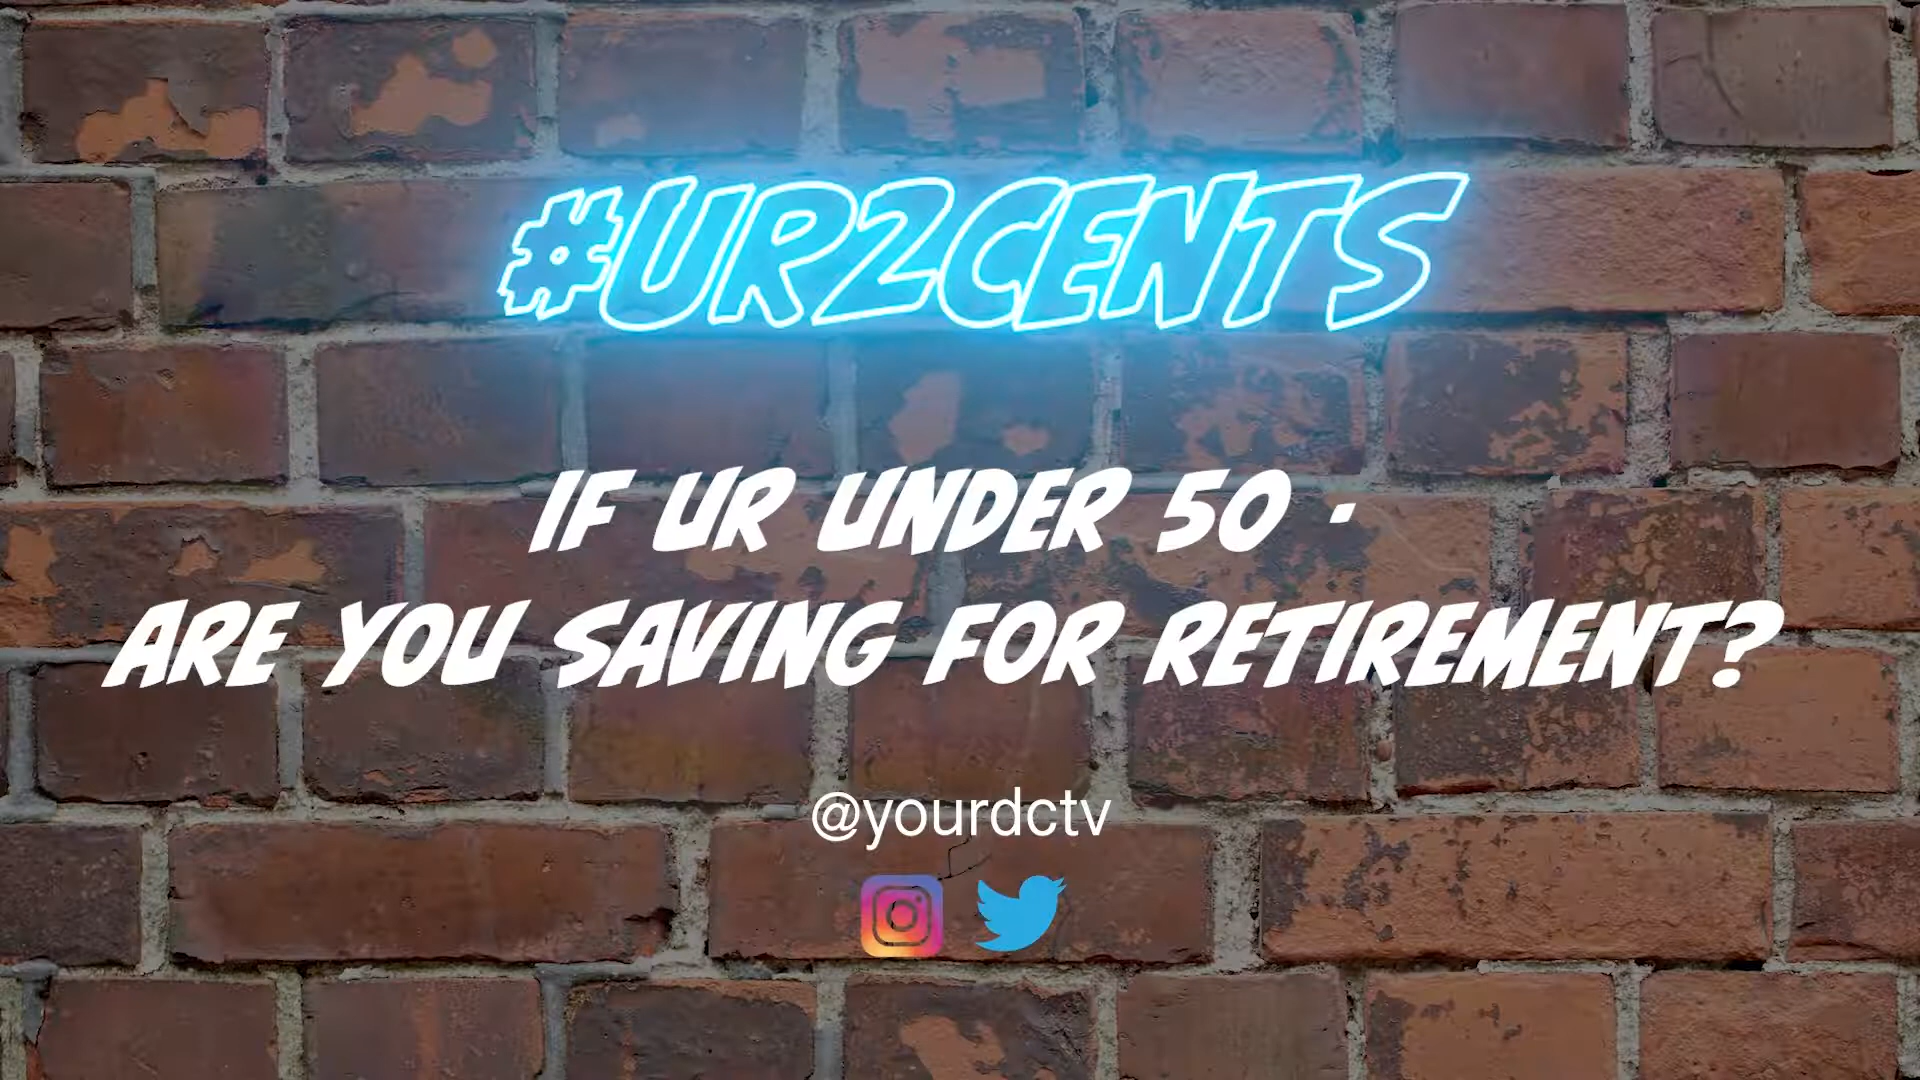 #UR2CENTS
IF UR UNDER 50 -
ARE YOU SAVING FOR RETIREMENT?
@yourdctv